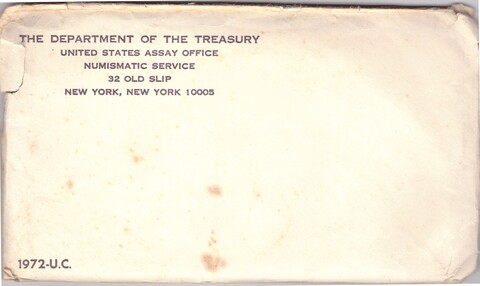 THE DEPARTMENT OF THE TREASURY
UNITED STATES ASSAY OFFICE
NUMISMATIC SERVICE
32 OLD SLIP
NEW YORK, NEW YORK 10005
1972-U.C.